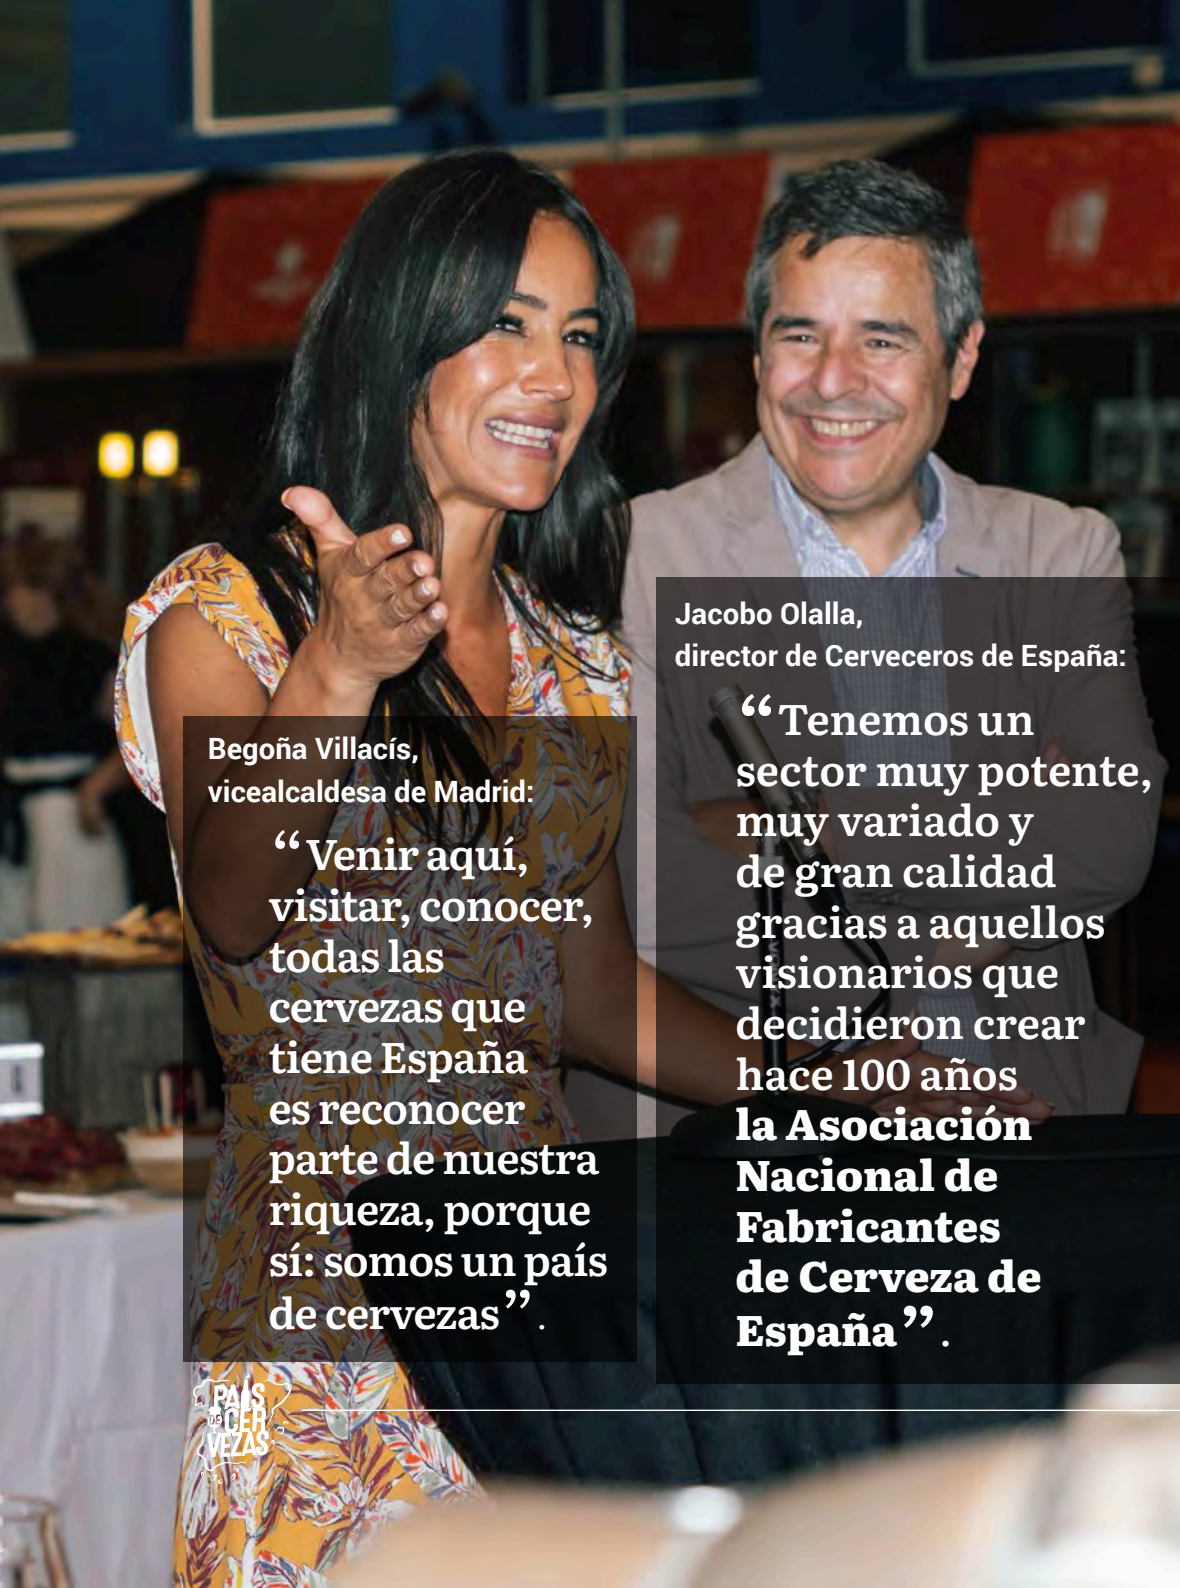 Begoña Villacís,
vicealcaldesa de Madrid:
“Venir aquí,
visitar, conocer,
todas las
cervezas que
tiene España
es reconocer
parte de nuestra
riqueza, porque
sí: somos un país
de cervezas”.
Jacobo Olalla,
director de Cerveceros de España:
“Tenemos un
sector muy potente,
muy variado y
de gran calidad
gracias a aquellos
visionarios que
decidieron crear
hace 100 años
la Asociación
Nacional de
Fabricantes
de Cerveza de
España”.
PAÍS
DE CER
VEZAS